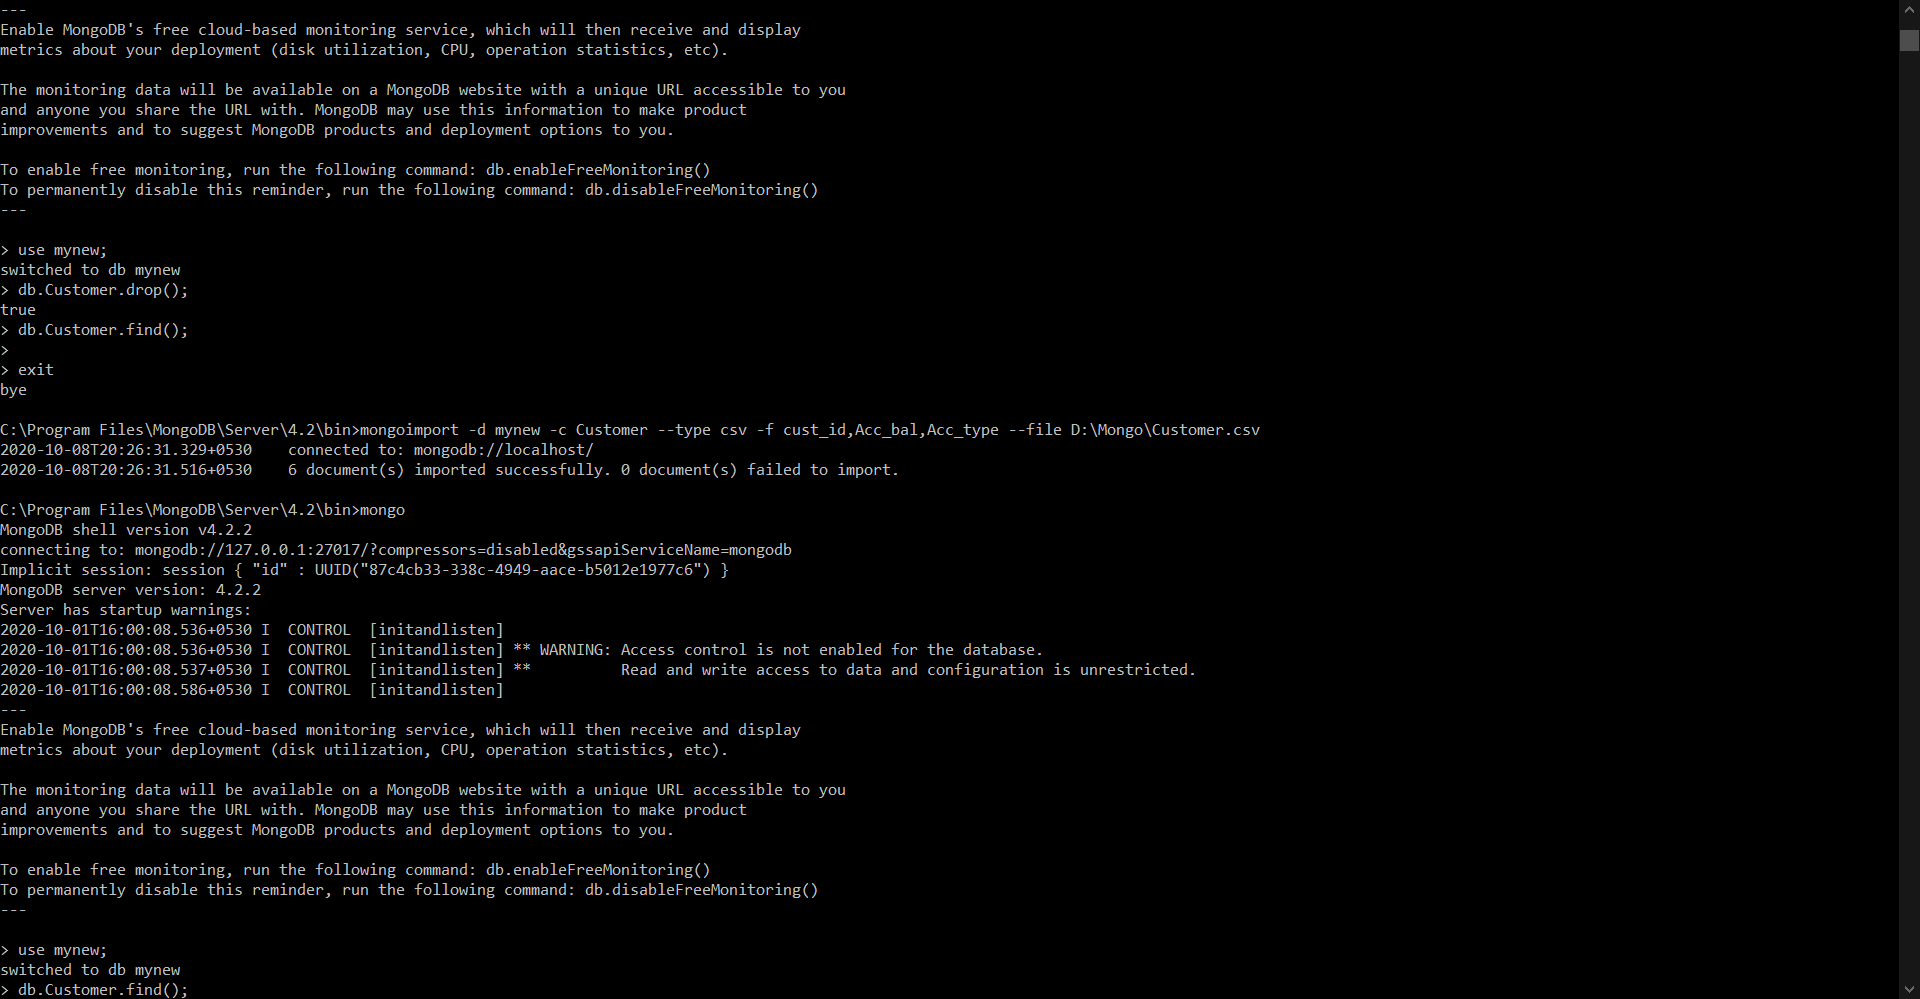 ---
Enable MongoDB's free cloud-based monitoring service, which will then receive and display
metrics about your deployment (disk utilization, CPU, operation statistics, etc).
The monitoring data will be available on a MongoDB website with a unique URL accessible to you
and anyone you share the URL with. MongoDB may use this information to make product
improvements and to suggest MongoDB products and deployment options to you.
To enable free monitoring, run the following command: db.enableFreeMonitoring()
To permanently disable this reminder, run the following command: db.disableFreeMonitoring()
---
> use mynew;
switched to db mynew
> db.Customer.drop();
true
> db.Customer.find();
>
> exit
bye
C:\Program Files\MongoDB\Server\4.2\bin>mongoimport -d mynew -c Customer --type csv -f cust_id,Acc_bal,Acc_type --file D:\Mongo\Customer.csv
2020-10-08T20:26:31.329+0530    connected to: mongodb://localhost/
2020-10-08T20:26:31.516+0530    6 document(s) imported successfully. 0 document(s) failed to import.
C:\Program Files\MongoDB\Server\4.2\bin>mongo
MongoDB shell version v4.2.2
connecting to: mongodb://127.0.0.1:27017/?compressors=disabled&gssapiServiceName=mongodb
Implicit session: session { "id" : UUID("87c4cb33-338c-4949-aace-b5012e1977c6") }
MongoDB server version: 4.2.2
Server has startup warnings:
2020-10-01T16:00:08.536+0530 I  CONTROL  [initandlisten]
2020-10-01T16:00:08.536+0530 I  CONTROL  [initandlisten] ** WARNING: Access control is not enabled for the database.
2020-10-01T16:00:08.537+0530 I  CONTROL  [initandlisten] **          Read and write access to data and configuration is unrestricted.
2020-10-01T16:00:08.586+0530 I  CONTROL  [initandlisten]
---
Enable MongoDB's free cloud-based monitoring service, which will then receive and display
metrics about your deployment (disk utilization, CPU, operation statistics, etc).
The monitoring data will be available on a MongoDB website with a unique URL accessible to you
and anyone you share the URL with. MongoDB may use this information to make product
improvements and to suggest MongoDB products and deployment options to you.
To enable free monitoring, run the following command: db.enableFreeMonitoring()
To permanently disable this reminder, run the following command: db.disableFreeMonitoring()
---
> use mynew;
switched to db mynew
> db.Customer.find();